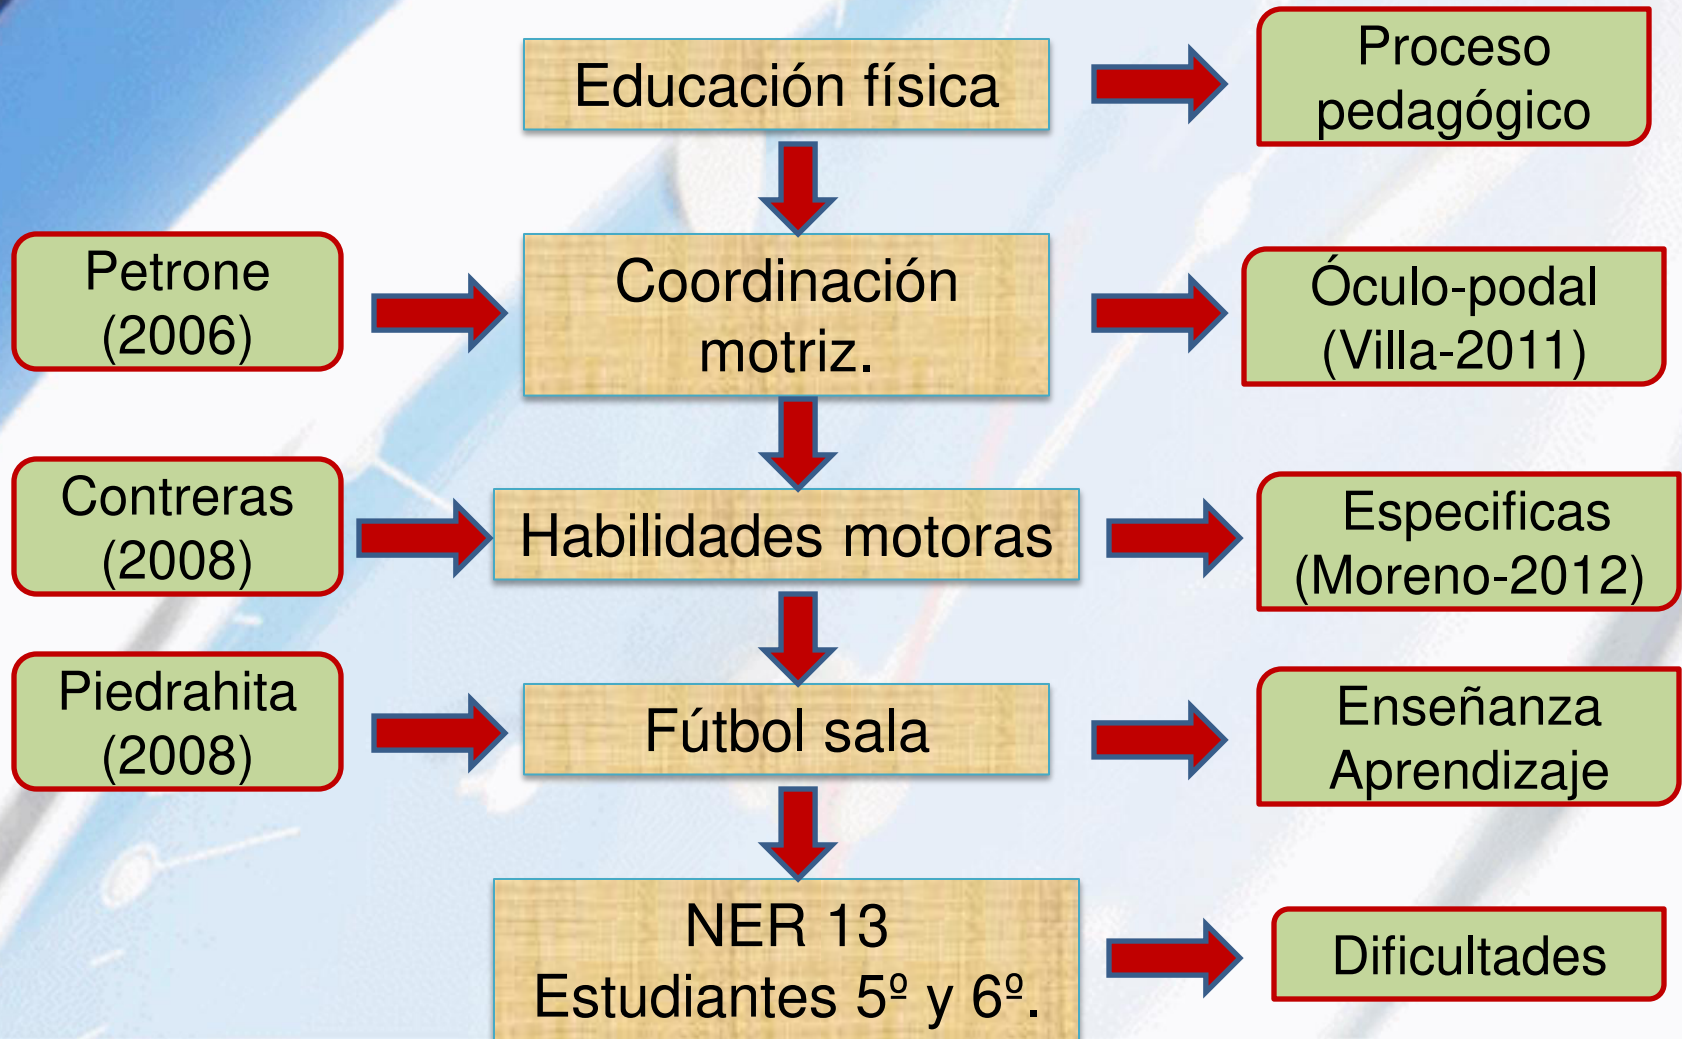 Educación física
Proceso
pedagógico
Petrone
(2006)
Coordinación
motriz.
Óculo-podal
(Villa-2011)
Contreras
(2008)
Habilidades motoras
Especificas
(Moreno-2012)
Piedrahita
(2008)
Fútbol sala
Enseñanza
Aprendizaje
NER 13
Estudiantes 5º y 6º.
Dificultades